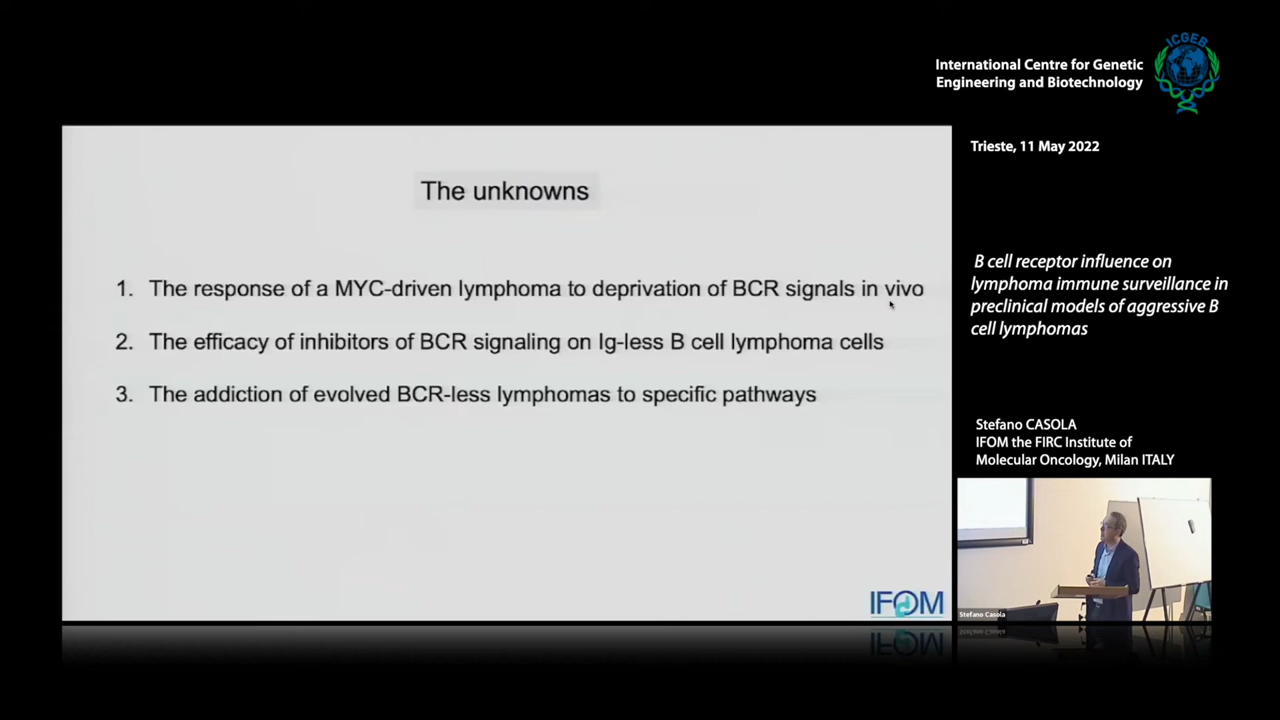 International Centre for Genetic
Engineering and Biotechnology
ICGEB
Trieste, 11 May 2022
The unknowns
1. The response of a MYC-driven lymphoma to deprivation of BCR signals in vivo
2. The efficacy of inhibitors of BCR signaling on Ig-less B cell lymphoma cells
3. The addiction of evolved BCR-less lymphomas to specific pathways
IFOM
B cell receptor influence on
lymphoma immune surveillance in
preclinical models of aggressive B
cell lymphomas
Stefano CASOLA
IFOM the FIRC Institute of
Molecular Oncology, Milan ITALY
Stefano Casola